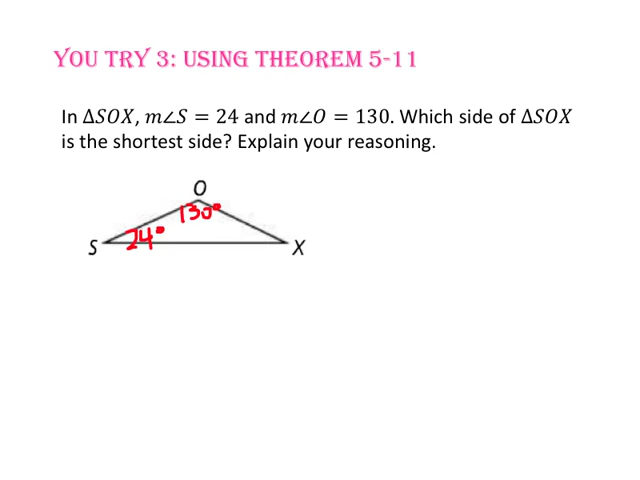 YOU TRY 3: USING THEOREM 5-11
In ΔSOX, m∠S = 24 and m∠O = 130. Which side of ΔSOX
is the shortest side? Explain your reasoning.
O
130°
24°
S
X